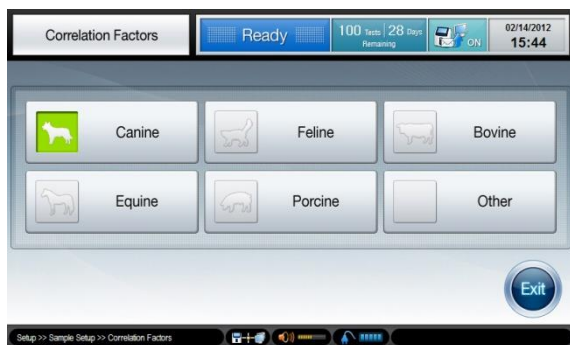 Correlation Factors
Ready
100 Tests 28 Days
Remaining
ON
02/14/2012
15:44
Canine
Feline
Bovine
Equine
Porcine
Other
Exit
Setup >> Sample Setup >> Correlation Factors